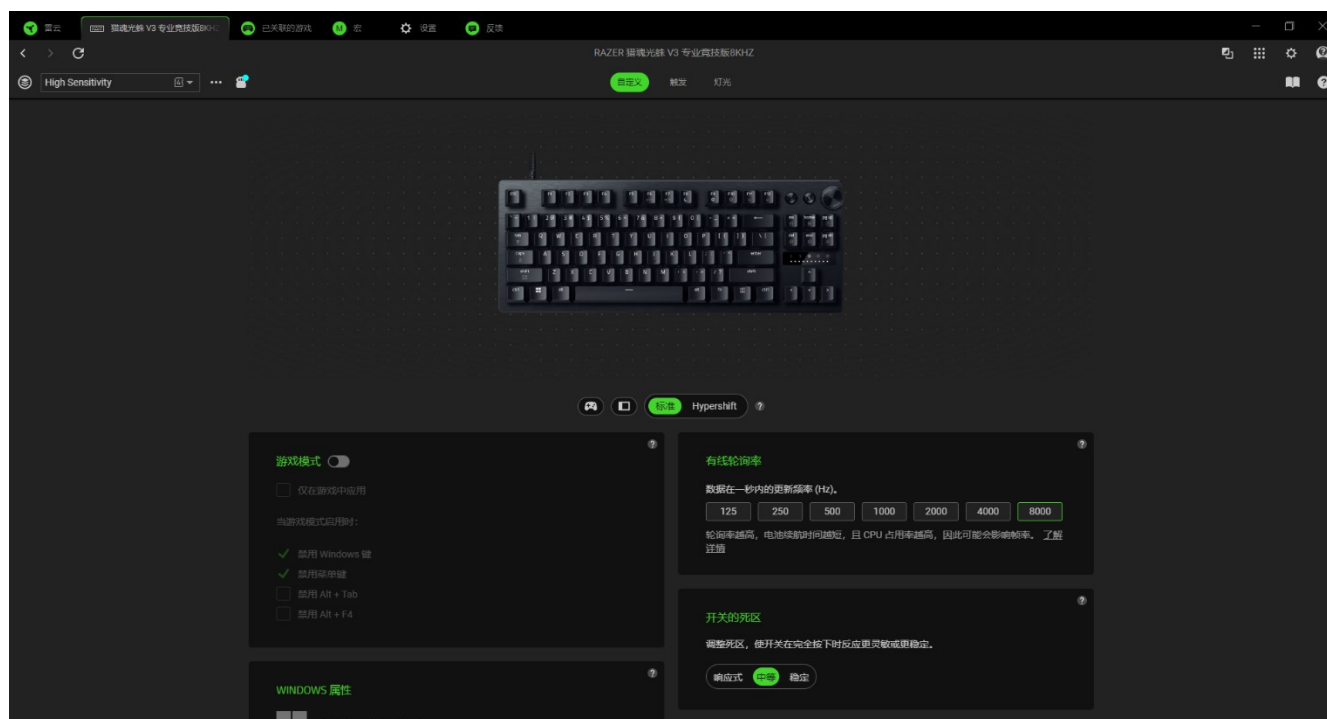 雷云
猎魂光蛛 V3 专业竞技版8KH
已关联的游戏
M
宏
设置
反馈
RAZER 猎魂光蛛 V3 专业竞技版8KHZ
High Sensitivity
自定义
触发
灯光
标准
Hypershift
游戏模式
仅在游戏中应用
当游戏模式启用时：
禁用 Windows 键
禁用菜单键
禁用 Alt + Tab
禁用 Alt + F4
WINDOWS 属性
有线轮询率
数据在一秒内的更新频率 (Hz)。
125 250 500 1000 2000 4000 8000
轮询率越高，电池续航时间越短，且 CPU 占用率越高，因此可能会影响帧率。 了解
详情
开关的死区
调整死区，使开关在完全按下时反应更灵敏或更稳定。
响应式 中等 稳定